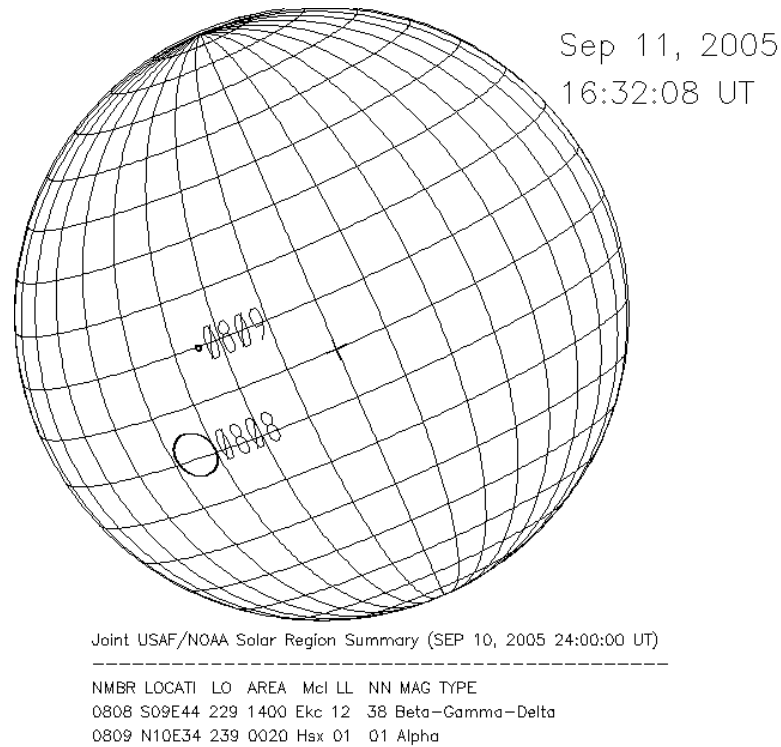 Sep 11, 2005
16:32:08 UT
0809
0808
Joint USAF/NOAA Solar Region Summary (SEP 10, 2005 24:00:00 UT)
NMBR LOCATI LO AREA Mcl LL NN MAG TYPE
0808 S09E44 229 1400 Ekc 12 38 Beta-Gamma-Delta
0809 N10E34 239 0020 Hsx 01 01 Alpha